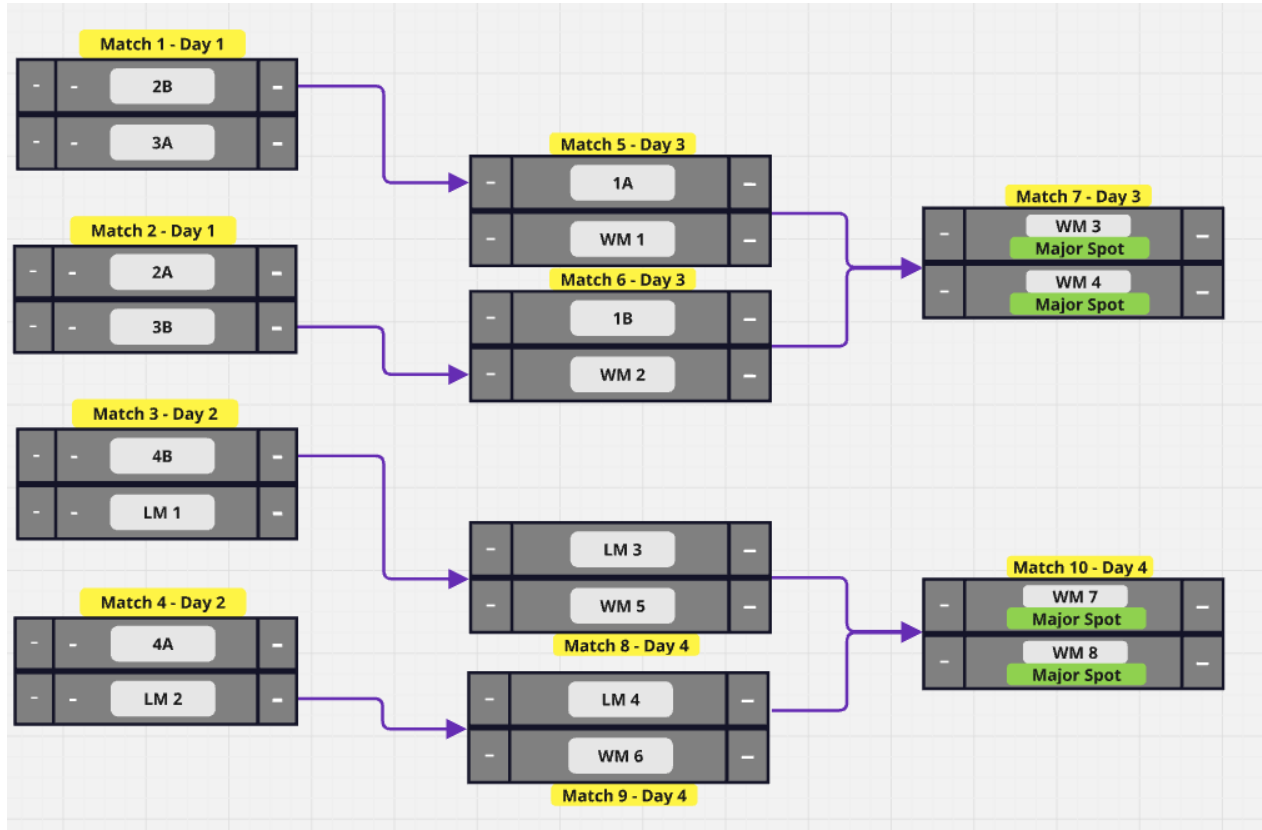 Match 1 - Day 1
- - 2B -
- - 3A -
Match 2 - Day 1
- - 2A -
- - 3B -
Match 3 - Day 2
- - 4B -
- - LM 1 -
Match 4 - Day 2
- - 4A -
- - LM 2 -
Match 5 - Day 3
- 1A -
- WM 1 -
Match 6 - Day 3
- 1B -
- WM 2 -
- LM 3 -
- WM 5 -
Match 8 - Day 4
- LM 4 -
- WM 6 -
Match 9 - Day 4
Match 7 - Day 3
- WM 3 -
Major Spot
- WM 4 -
Major Spot
Match 10 - Day 4
- WM 7 -
Major Spot
- WM 8 -
Major Spot